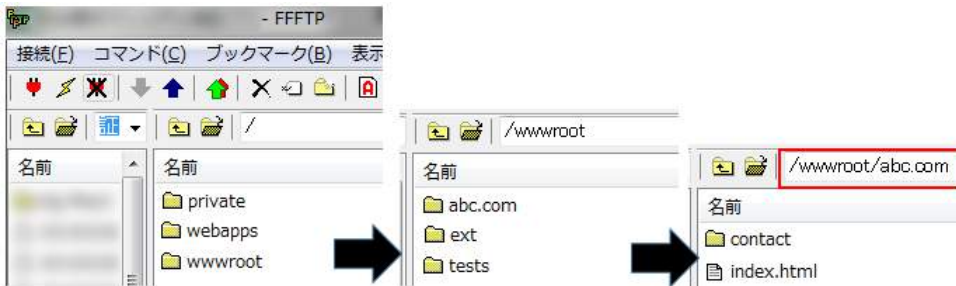 - FFFTP
接続(F) コマンド(C) ブックマーク(B) 表示
/
名前
名前
private
webapps
wwwroot
/wwwroot
名前
abc.com
ext
tests
/wwwroot/abc.com
名前
contact
index.html